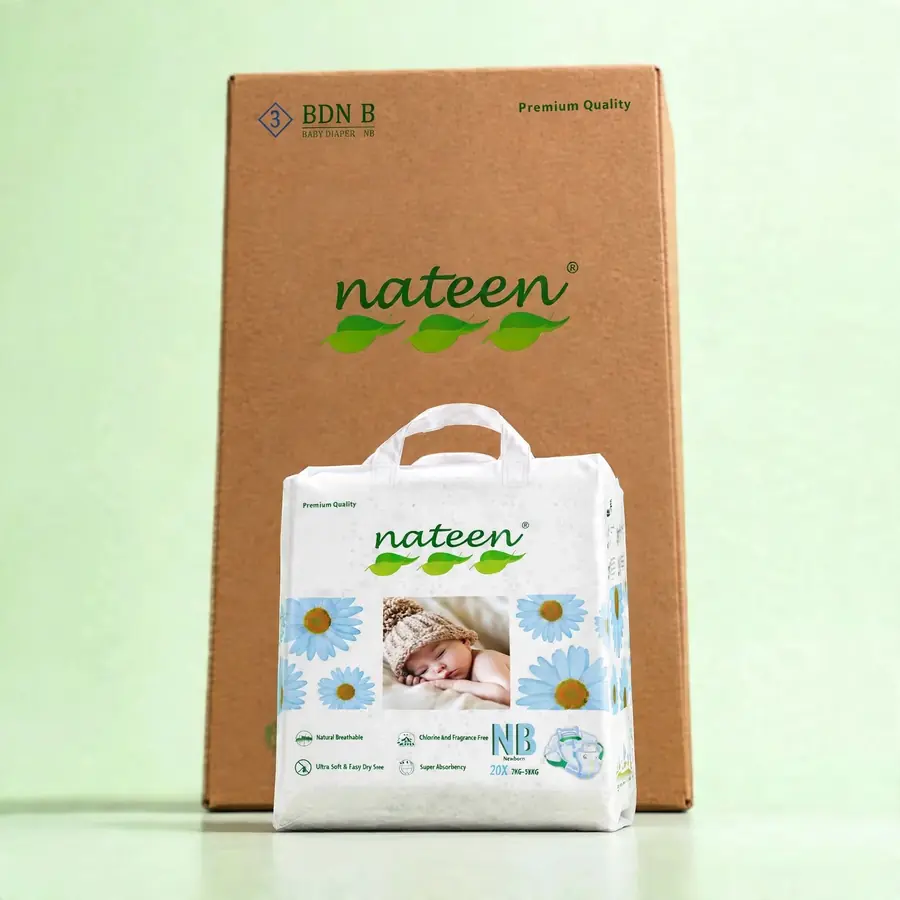 3
BDN B
BABY DIAPER NB
Premium Quality
nateen®
Premium Quality
nateen®
Natural Breathable
Chlorine And Fragrance Free
Ultra Soft & Easy Dry
Super Absorbency
NB
Newborn
20X